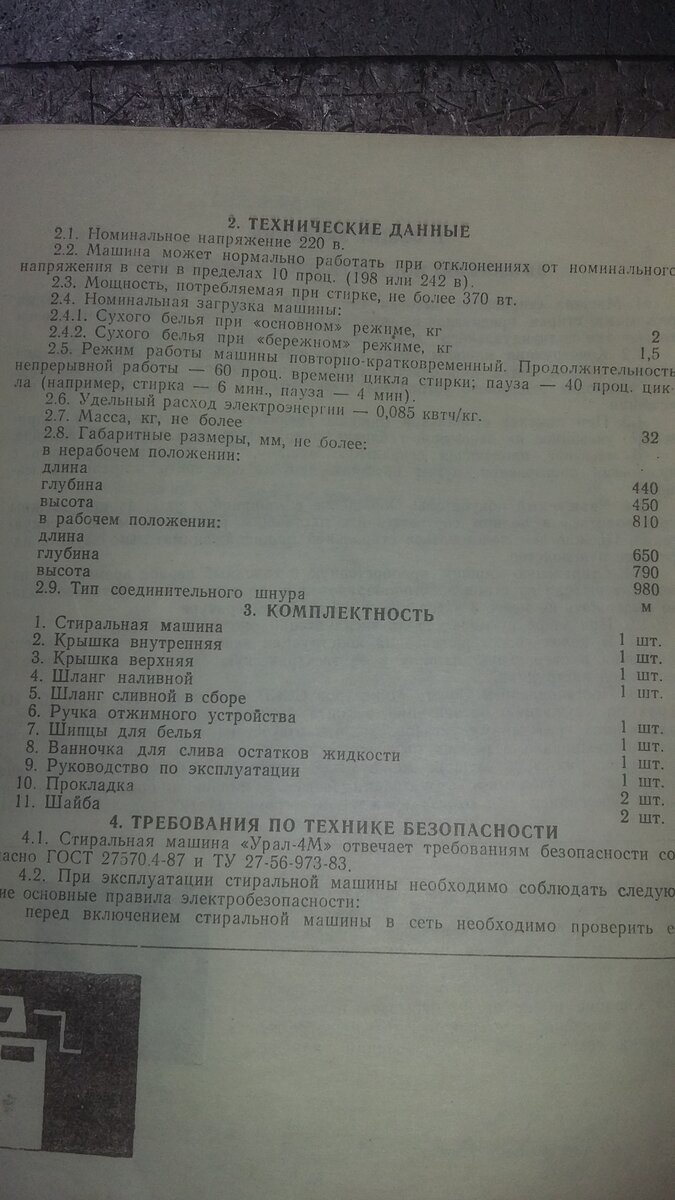 2. ТЕХНИЧЕСКИЕ ДАННЫЕ
2.1. Номинальное напряжение 220 в.
2.2. Машина может нормально работать при отклонениях от номинального
напряжения в сети в пределах 10 проц. (198 или 242 в).
2.3. Мощность, потребляемая при стирке, не более 370 вт.
2.4. Номинальная загрузка машины:
2.4.1. Сухого белья при «основном» режиме, кг 2
2.4.2. Сухого белья при «бережном» режиме, кг 1,5
2.5. Режим работы машины повторно-кратковременный. Продолжительность
непрерывной работы — 60 проц. времени цикла стирки; пауза — 40 проц. цик-
ла (например, стирка — 6 мин., пауза — 4 мин).
2.6. Удельный расход электроэнергии — 0,085 квтч/кг.
2.7. Масса, кг, не более 32
2.8. Габаритные размеры, мм, не более:
в нерабочем положении:
длина 440
глубина 450
высота 810
в рабочем положении:
длина 650
глубина 790
высота 980
2.9. Тип соединительного шнура м
3. КОМПЛЕКТНОСТЬ
1. Стиральная машина 1 шт.
2. Крышка внутренняя 1 шт.
3. Крышка верхняя 1 шт.
4. Шланг наливной 1 шт.
5. Шланг сливной в сборе
6. Ручка отжимного устройства 1 шт.
7. Щипцы для белья 1 шт.
8. Ванночка для слива остатков жидкости 1 шт.
9. Руководство по эксплуатации 1 шт.
10. Прокладка 2 шт.
11. Шайба 2 шт.
4. ТРЕБОВАНИЯ ПО ТЕХНИКЕ БЕЗОПАСНОСТИ
4.1. Стиральная машина «Урал-4М» отвечает требованиям безопасности со
ласно ГОСТ 27570.4-87 и ТУ 27-56-973-83.
4.2. При эксплуатации стиральной машины необходимо соблюдать следую
ие основные правила электробезопасности:
перед включением стиральной машины в сеть необходимо проверить е